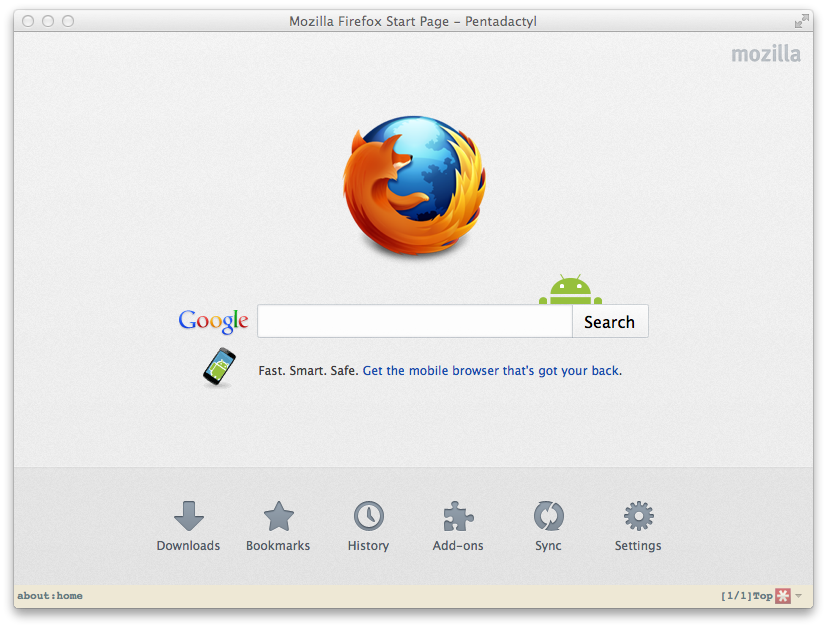 Mozilla Firefox Start Page - Pentadactyl
mozilla
Google
Search
Fast. Smart. Safe. Get the mobile browser that's got your back.
Downloads Bookmarks History Add-ons Sync Settings
about:home [1/1]Top